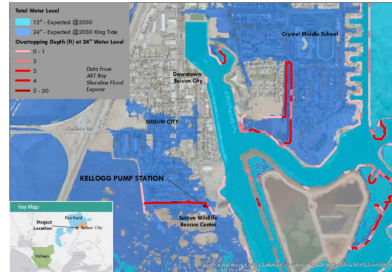 Total Water Level
12" - Expected @2030
24" - Expected @2030 King Tide
Overtopping Depth (ft) at 24" Water Level
0 - 1
2
3
4
5 - 20
Data from
ART Bay
Shoreline Flood
Explorer
Crystal Middle School
Downtown
Suisun City
SUISUN CITY
KELLOGG PUMP STATION
Suisun Wildlife
Rescue Center
Key Map
Project
Location
Fairfield
Suisun City
Vallejo